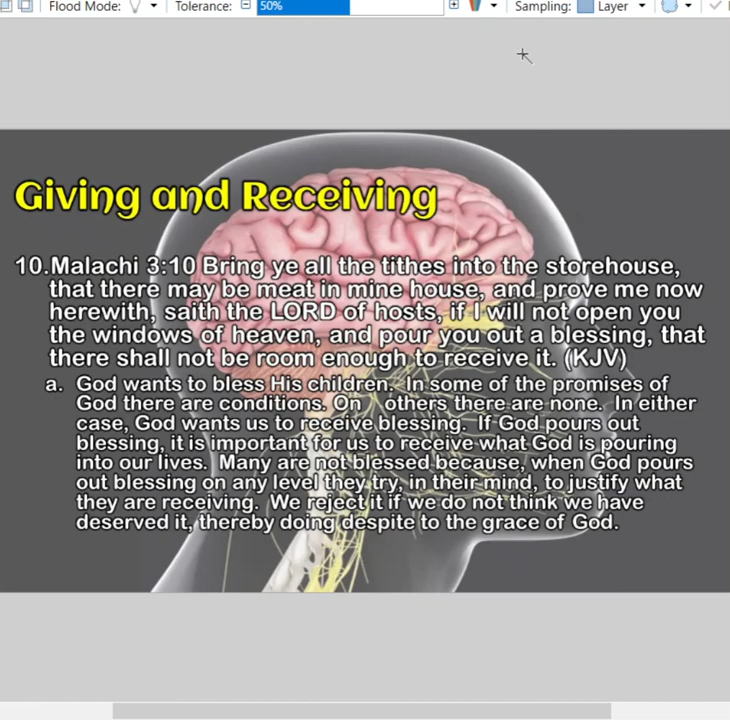 Flood Mode: Tolerance: 50% Sampling: Layer
Giving and Receiving
10. Malachi 3:10 Bring ye all the tithes into the storehouse,
that there may be meat in mine house, and prove me now
herewith, saith the LORD of hosts, if I will not open you
the windows of heaven, and pour you out a blessing, that
there shall not be room enough to receive it. (KJV)
a. God wants to bless His children. In some of the promises of
God there are conditions. On others there are none. In either
case, God wants us to receive blessing. If God pours out
blessing, it is important for us to receive what God is pouring
into our lives. Many are not blessed because, when God pours
out blessing on any level they try, in their mind, to justify what
they are receiving. We reject it if we do not think we have
deserved it, thereby doing despite to the grace of God.